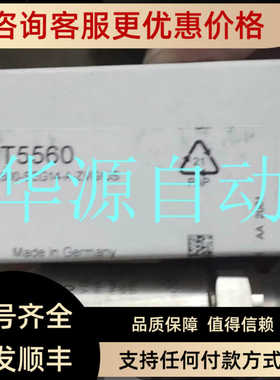 咨询客服更优惠价格
T5560
21
PAP
华源自动
Made in Germany
号齐全
品质保障 值得信赖
发顺丰
支持任何付款方式